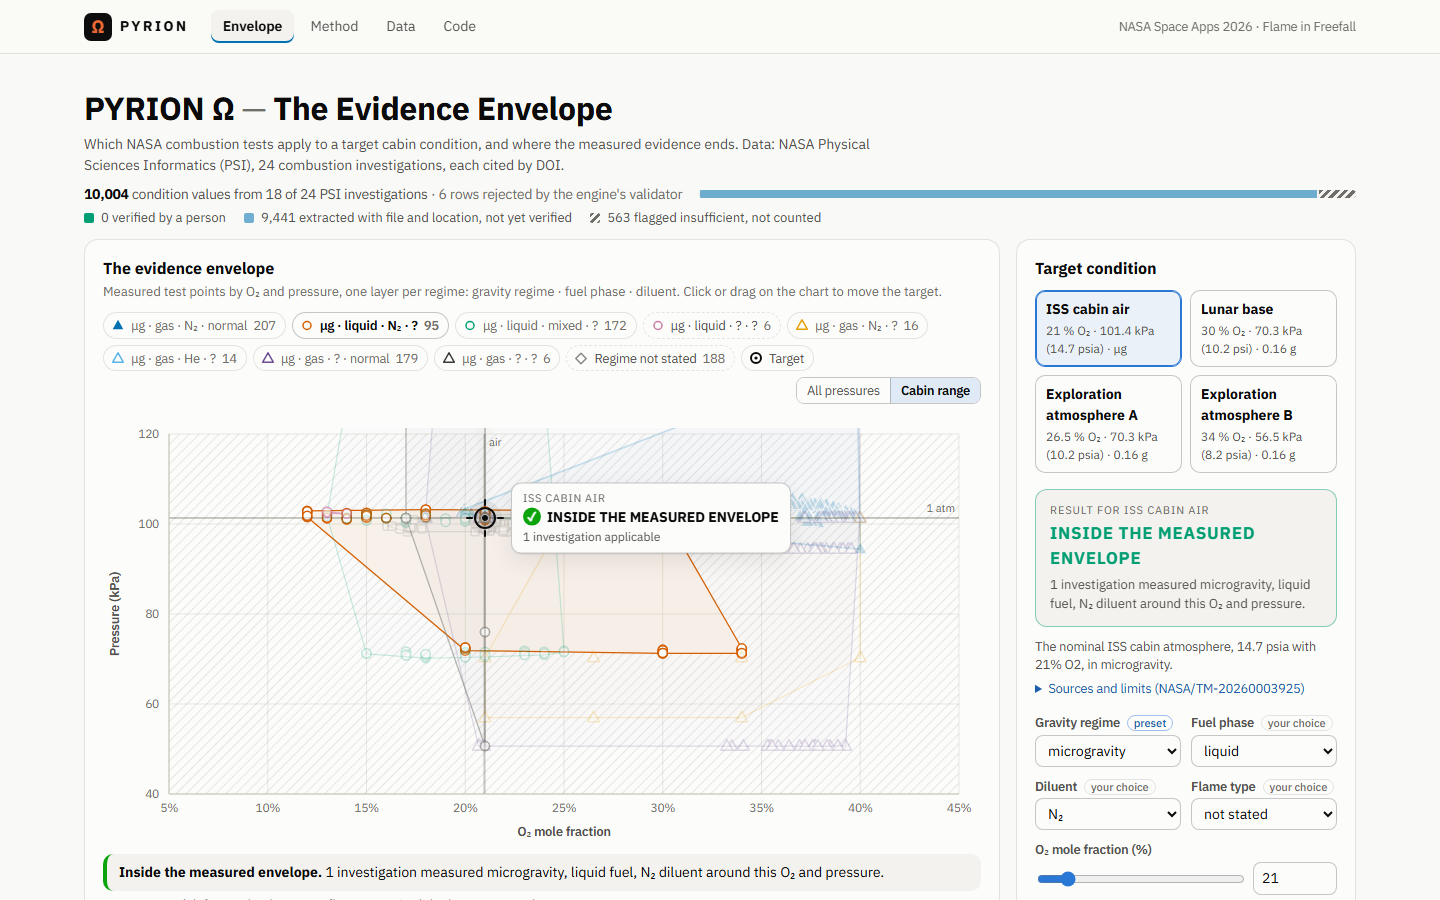 Ω PYRION Envelope Method Data Code NASA Space Apps 2026 · Flame in Freefall
PYRION Ω — The Evidence Envelope
Which NASA combustion tests apply to a target cabin condition, and where the measured evidence ends. Data: NASA Physical
Sciences Informatics (PSI), 24 combustion investigations, each cited by DOI.
10,004 condition values from 18 of 24 PSI investigations · 6 rows rejected by the engine's validator
0 verified by a person 9,441 extracted with file and location, not yet verified 563 flagged insufficient, not counted
The evidence envelope
Measured test points by O₂ and pressure, one layer per regime: gravity regime · fuel phase · diluent. Click or drag on the chart to move the target.
µg · gas · N₂ · normal 207 µg · liquid · N₂ · ? 95 µg · liquid · mixed · ? 172 µg · liquid · ? · ? 6 µg · gas · N₂ · ? 16
µg · gas · He · ? 14 µg · gas · ? · normal 179 µg · gas · ? · ? 6 Regime not stated 188 Target
All pressures Cabin range
120
air
ISS CABIN AIR
INSIDE THE MEASURED ENVELOPE
1 investigation applicable
1 atm
100
80
60
40
Pressure (kPa)
5% 10% 15% 20% 25% 30% 35% 40% 45%
O₂ mole fraction
Inside the measured envelope. 1 investigation measured microgravity, liquid fuel, N₂ diluent around this O₂ and pressure.
Target condition
ISS cabin air
21 % O₂ · 101.4 kPa
(14.7 psia) · µg
Lunar base
30 % O₂ · 70.3 kPa
(10.2 psi) · 0.16 g
Exploration
atmosphere A
26.5 % O₂ · 70.3 kPa
(10.2 psia) · 0.16 g
Exploration
atmosphere B
34 % O₂ · 56.5 kPa
(8.2 psia) · 0.16 g
RESULT FOR ISS CABIN AIR
INSIDE THE MEASURED
ENVELOPE
1 investigation measured microgravity, liquid
fuel, N₂ diluent around this O₂ and pressure.
The nominal ISS cabin atmosphere, 14.7 psia with
21% O2, in microgravity.
Sources and limits (NASA/TM-20260003925)
Gravity regime preset Fuel phase your choice
microgravity liquid
Diluent your choice Flame type your choice
N₂ not stated
O₂ mole fraction (%)
21